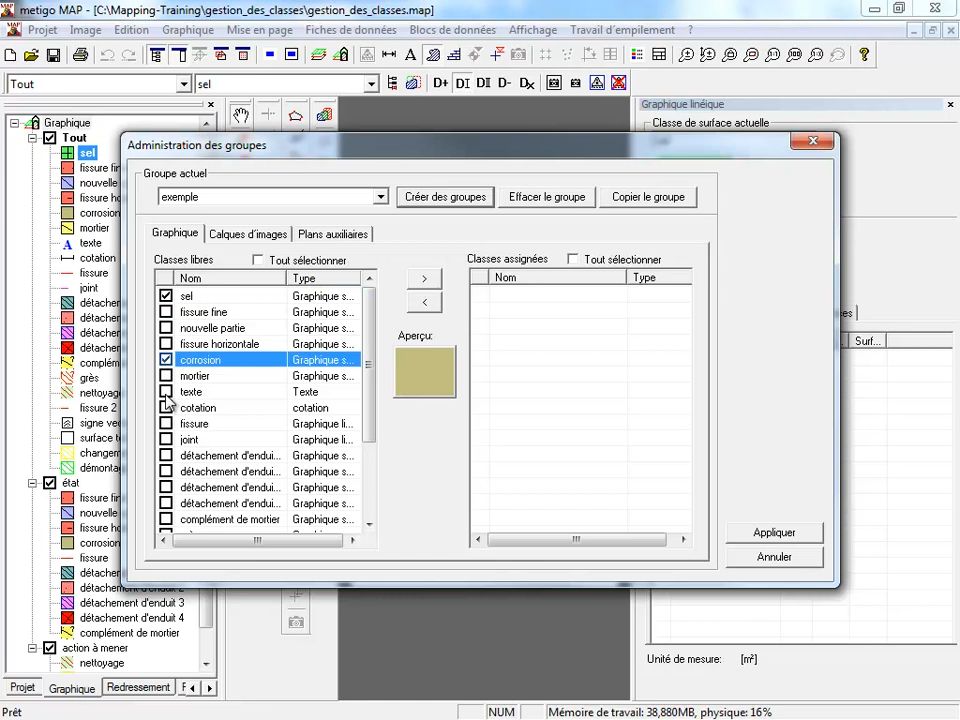 metigo MAP - [C:\Mapping-Training\gestion_des_classes\gestion_des_classes.map]
Projet Image Edition Graphique Mise en page Fiches de données Blocs de données Affichage Travail d'empilement ?
Tout sel D+ DI DI D- Dx
Graphique
Tout
sel
fissure fin
nouvelle
fissure ho
corrosion
mortier
texte
cotation
fissure
joint
détachem
détachem
détachem
détachem
complém
grès
nettoyag
fissure 2
signe ve
surface t
changem
démonta
état
fissure fin
nouvelle
fissure ho
corrosion
fissure
détachem
détachement d'enduit 2
détachement d'enduit 3
détachement d'enduit 4
complément de mortier
action à mener
nettoyage
Projet Graphique Redressement F
Administration des groupes
Groupe actuel
exemple Créer des groupes Effacer le groupe Copier le groupe
Graphique Calques d'images Plans auxiliaires
Classes libres Tout sélectionner
Nom Type
sel Graphique s...
fissure fine Graphique s...
nouvelle partie Graphique s...
fissure horizontale Graphique s...
corrosion Graphique s...
mortier Graphique s...
texte Texte
cotation cotation
fissure Graphique li...
joint Graphique li...
détachement d'endui... Graphique s...
détachement d'endui... Graphique s...
détachement d'endui... Graphique s...
détachement d'endui... Graphique s...
complément de mortier Graphique s...
>
<
Aperçu:
Classes assignées Tout sélectionner
Nom Type
Appliquer
Annuler
Graphique linéique
Classe de surface actuelle
es
Surf...
Unité de mesure: [m²]
Prêt NUM Mémoire de travail: 38,880MB, physique: 16%